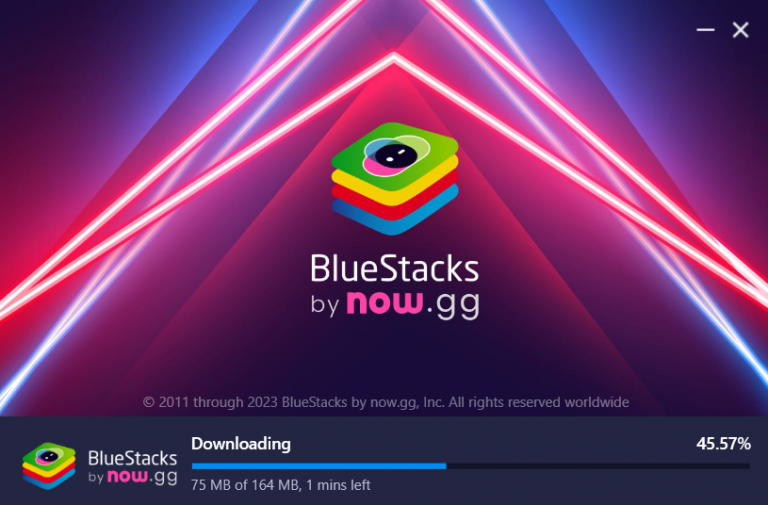 BlueStacks
by now.gg
© 2011 through 2023 BlueStacks by now.gg, Inc. All rights reserved worldwide
BlueStacks
by now.gg
Downloading
45.57%
75 MB of 164 MB, 1 mins left